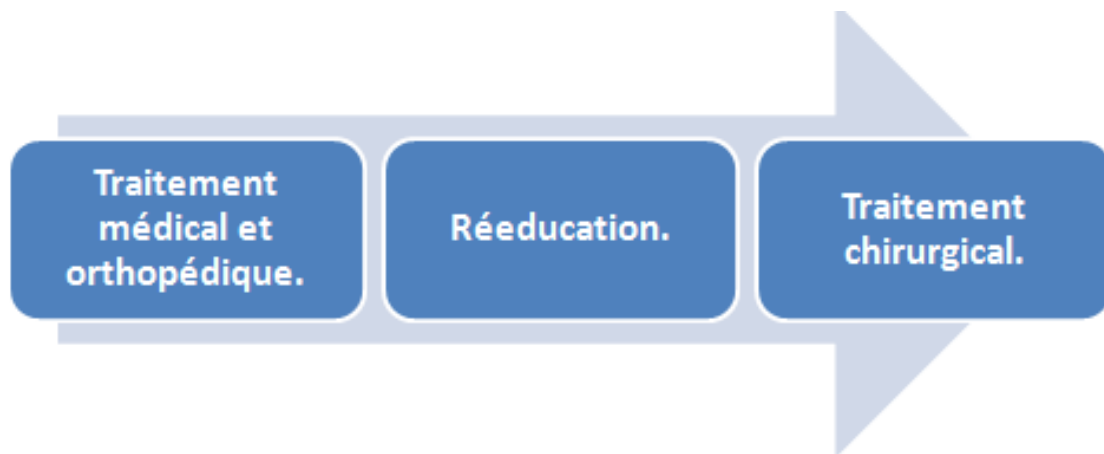 Traitement
médical et
orthopédique.
Réeducation.
Traitement
chirurgical.